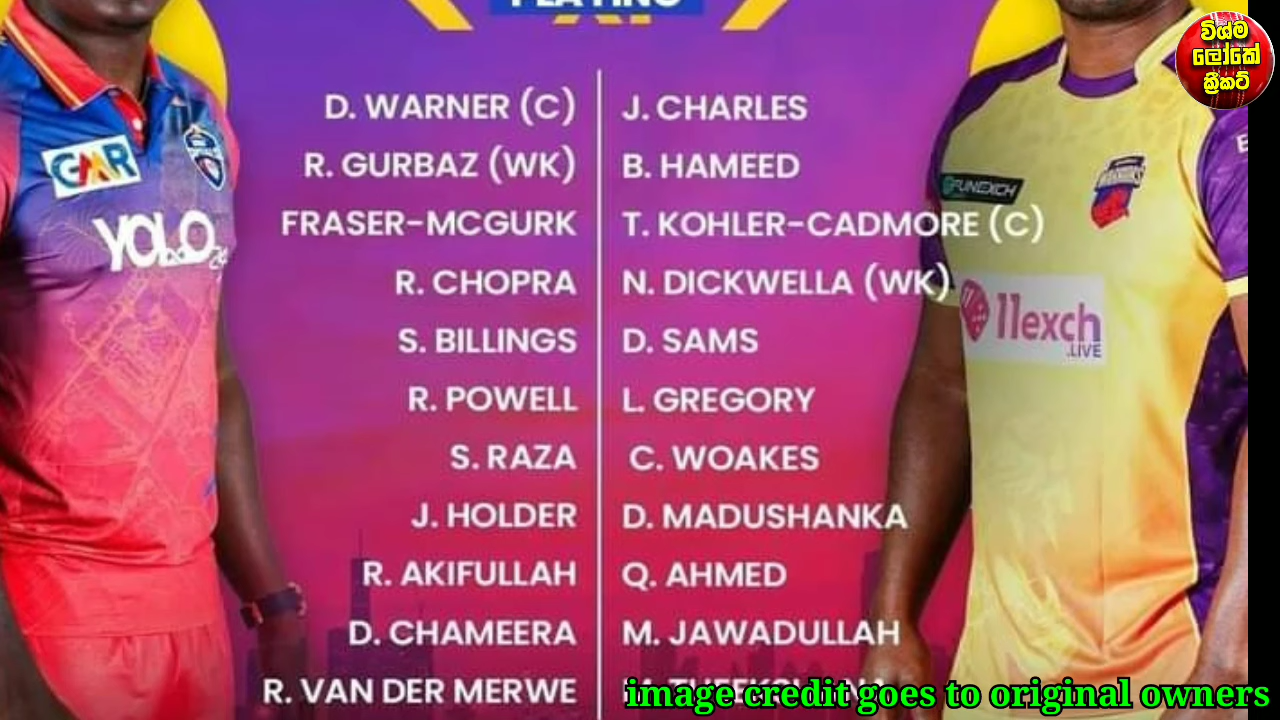 PLAYING
XI
D. WARNER (C)
R. GURBAZ (WK)
FRASER-MCGURK
R. CHOPRA
S. BILLINGS
R. POWELL
S. RAZA
J. HOLDER
R. AKIFULLAH
D. CHAMEERA
R. VAN DER MERWE
J. CHARLES
B. HAMEED
T. KOHLER-CADMORE (C)
N. DICKWELLA (WK)
D. SAMS
L. GREGORY
C. WOAKES
D. MADUSHANKA
Q. AHMED
M. JAWADULLAH
image credit goes to original owners
GMR
YOLO
FUNEXCH
WARRIORS
11exch
.LIVE
E
විශ්ම
ලෝකේ
ක්‍රිකට්